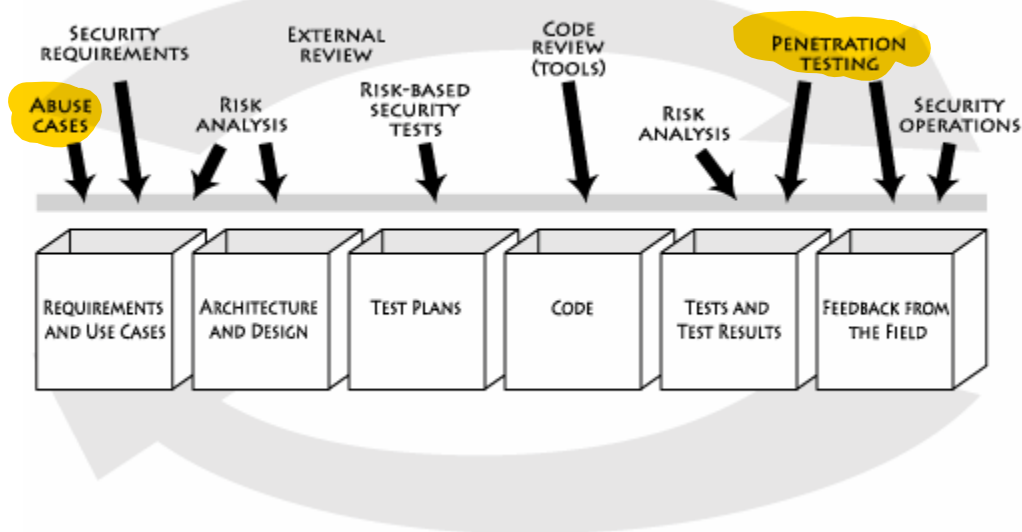 SECURITY
REQUIREMENTS
EXTERNAL
REVIEW
CODE
REVIEW
(TOOLS)
PENETRATION
TESTING
ABUSE
CASES
RISK
ANALYSIS
RISK-BASED
SECURITY
TESTS
RISK
ANALYSIS
SECURITY
OPERATIONS
REQUIREMENTS
AND USE CASES
ARCHITECTURE
AND DESIGN
TEST PLANS
CODE
TESTS AND
TEST RESULTS
FEEDBACK FROM
THE FIELD